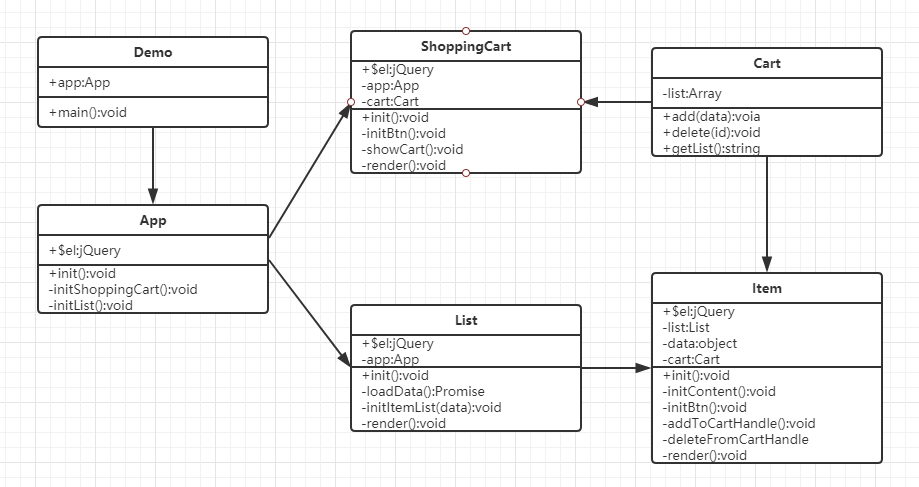 Demo
+app:App
+main():void
ShoppingCart
+$el:jQuery
-app:App
-cart:Cart
+init():void
-initBtn():void
-showCart():void
-render():void
Cart
-list:Array
+add(data):voia
+delete(id):void
+getList():string
App
+$el:jQuery
+init():void
-initShoppingCart():void
-initList():void
List
+$el:jQuery
-app:App
+init():void
-loadData():Promise
-initItemList(data):void
-render():void
Item
+$el:jQuery
-list:List
-data:object
-cart:Cart
+init():void
-initContent():void
-initBtn():void
-addToCartHandle():void
-deleteFromCartHandle
-render():void